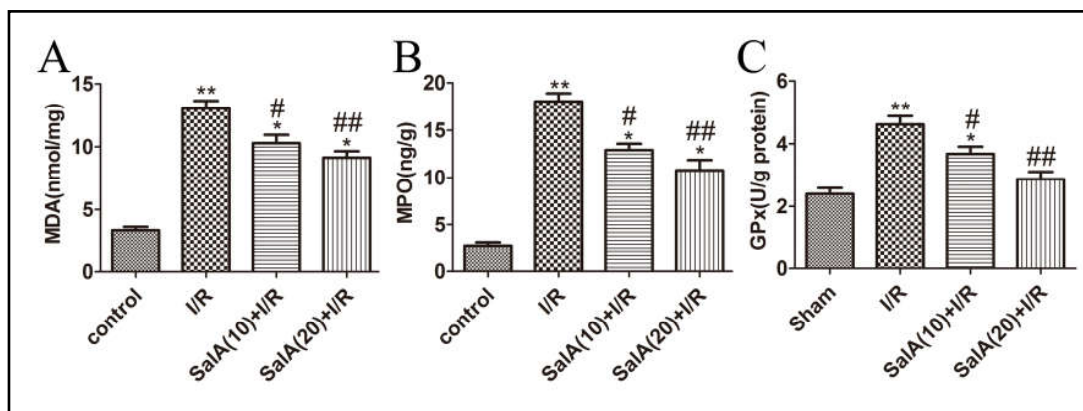 A
MDA(nmol/mg)
15
10
5
0
**
#
*
##
*
control
I/R
SalA(10)+I/R
SalA(20)+I/R
B
MPO(ng/g)
20
15
10
5
0
**
#
*
##
*
control
I/R
SalA(10)+I/R
SalA(20)+I/R
C
GPx(U/g protein)
6
4
2
0
**
#
*
##
Sham
I/R
SalA(10)+I/R
SalA(20)+I/R